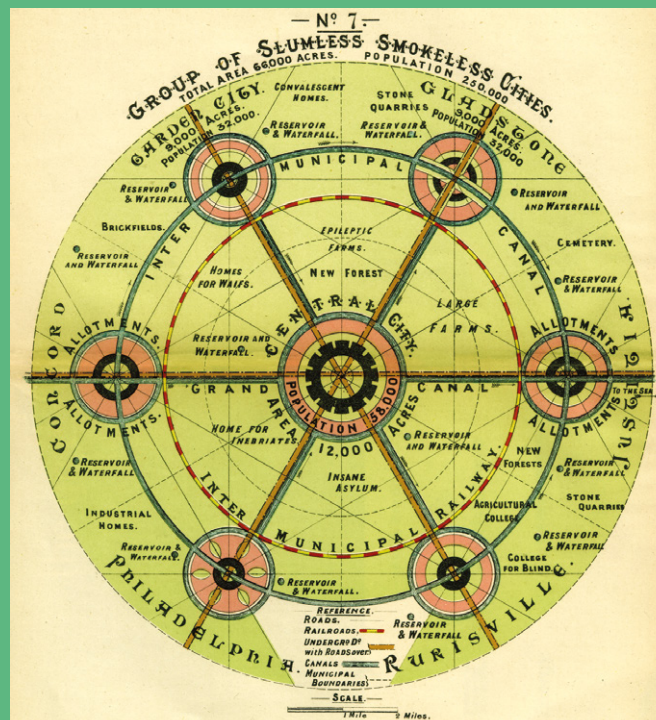 — Nº 7. —
GROUP OF SLUMLESS SMOKELESS CITIES.
TOTAL AREA 66,000 ACRES. POPULATION 250,000
GARDEN CITY.
9,000 ACRES.
POPULATION 32,000.
CONVALESCENT
HOMES.
STONE
QUARRIES
GLADSTONE
9,000 ACRES
POPULATION
32,000
RESERVOIR
& WATERFALL
RESERVOIR &
WATERFALL.
INTER MUNICIPAL CANAL
RESERVOIR
& WATERFALL
RESERVOIR
AND WATERFALL
BRICKFIELDS.
EPILEPTIC
FARMS.
CEMETERY.
RESERVOIR
AND WATERFALL
HOMES
FOR WAIFS.
NEW FOREST
RESERVOIR
& WATERFALL
LARGE
FARMS.
CONCORD
ALLOTMENTS.
ALLOTMENTS.
RESERVOIR AND
WATERFALL.
CENTRAL CITY.
POPULATION 58,000
AREA 12,000 ACRES
GRAND CANAL
ALLOTMENTS
ALLOTMENTS
JUSTITIA
TO THE SEA
HOME FOR
INEBRIATES.
RESERVOIR
AND WATERFALL
RESERVOIR
& WATERFALL
NEW
FORESTS
RESERVOIR
& WATERFALL
INSANE
ASYLUM.
STONE
QUARRIES
INTER MUNICIPAL RAILWAY.
AGRICULTURAL
COLLEGE
INDUSTRIAL
HOMES.
RESERVOIR
& WATERFALL
RESERVOIR &
WATERFALL.
COLLEGE
FOR BLIND.
RESERVOIR
& WATERFALL
PHILADELPHIA.
RURISVILLE.
RESERVOIR
& WATERFALL
REFERENCE.
ROADS.
RAILROADS.
UNDERGRD Dº
with ROADS over
CANALS
MUNICIPAL
BOUNDARIES
SCALE.
1 Mile 2 Miles.